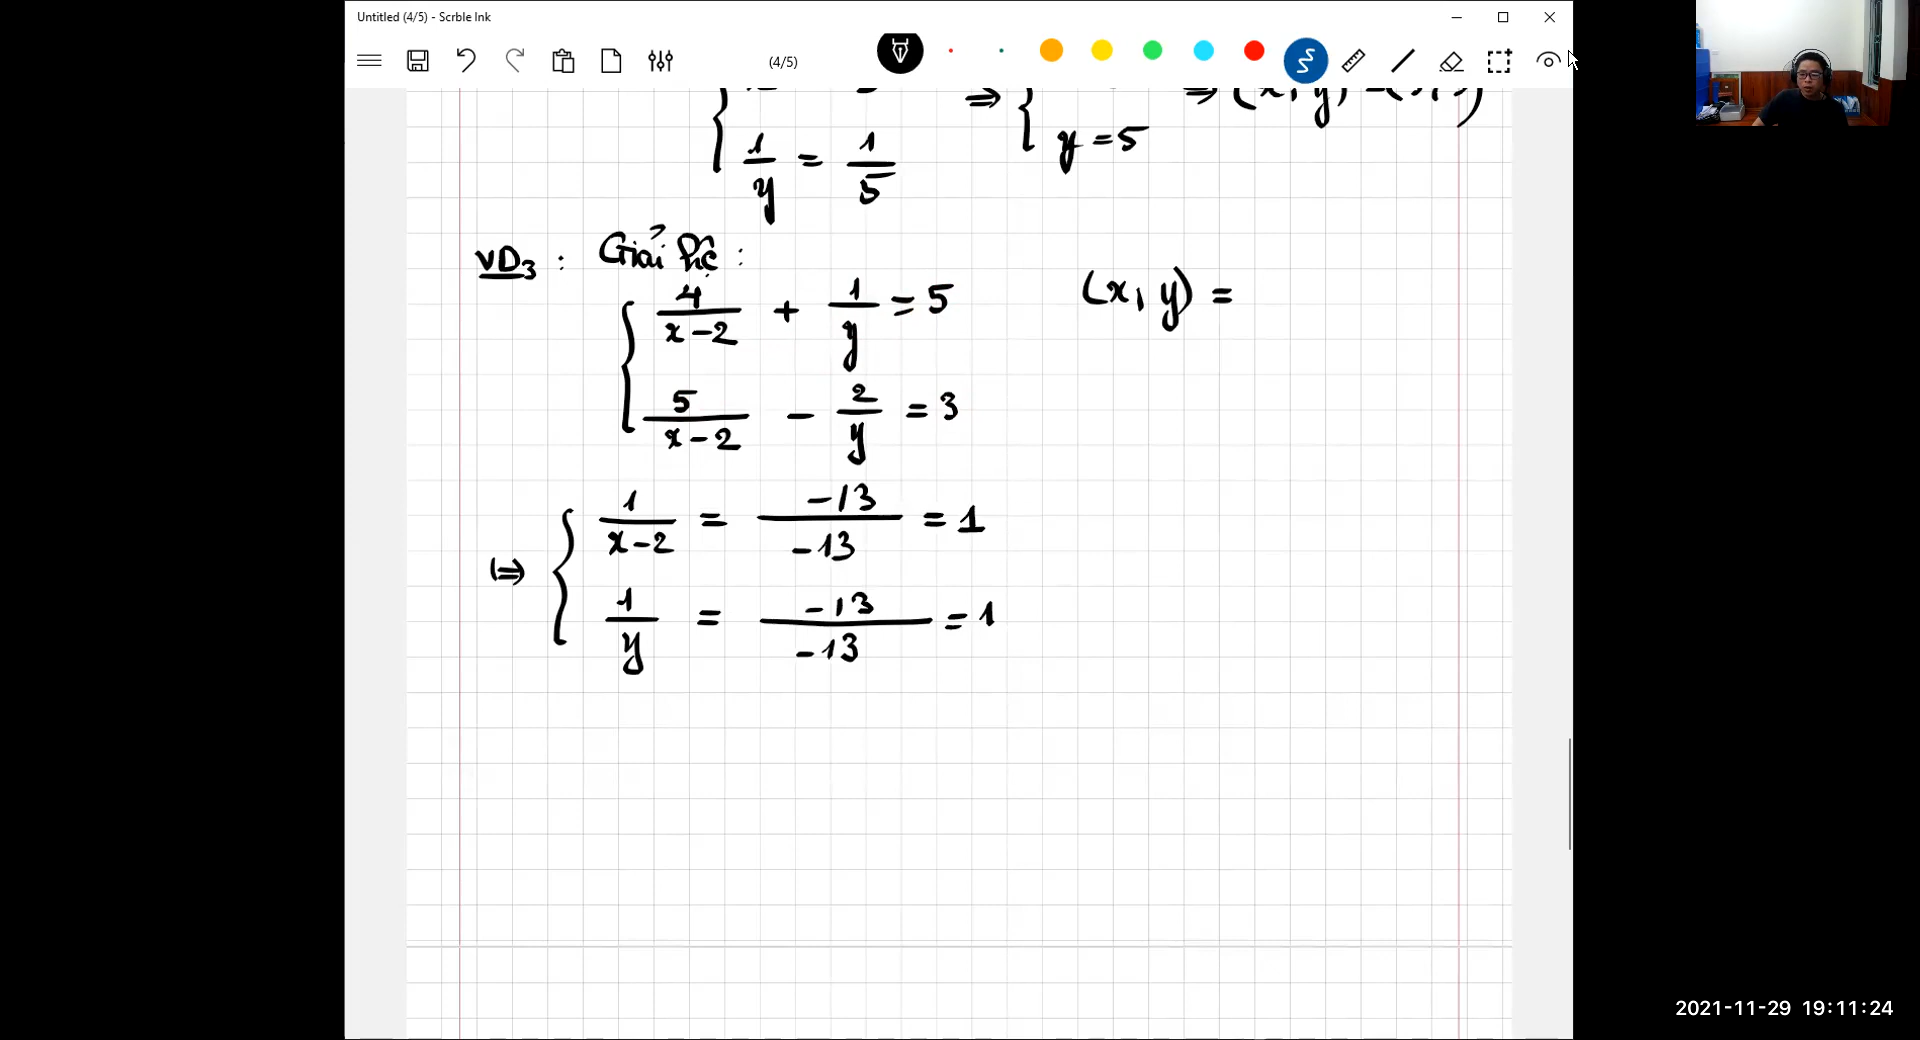 Untitled (4/5) - Scrble Ink
(4/5)
1/y = 1/5
⇒ { y = 5
⇒ (x, y) =
VD3 : Giải Pt :
{ 4/(x-2) + 1/y = 5
(x, y) =
5/(x-2) - 2/y = 3
⇔ { 1/(x-2) = -13/-13 = 1
1/y = -13/-13 = 1
2021-11-29 19:11:24